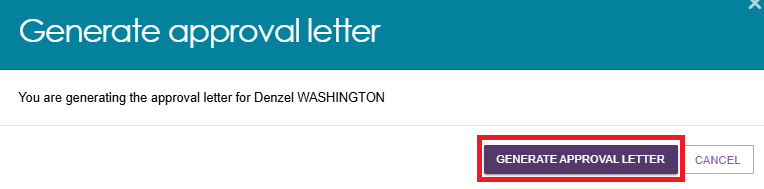 Generate approval letter
You are generating the approval letter for Denzel WASHINGTON
GENERATE APPROVAL LETTER
CANCEL